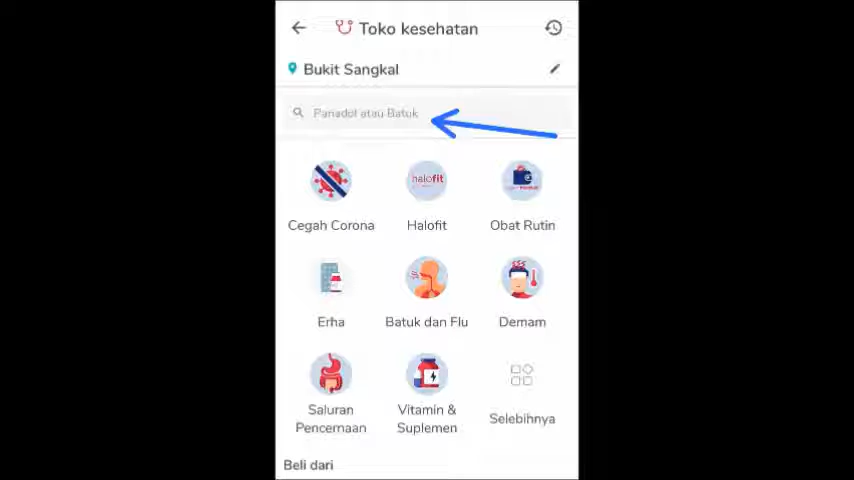 Toko kesehatan
Bukit Sangkal
Panadol atau Batuk
halofit
Cegah Corona
Halofit
Obat Rutin
Erha
Batuk dan Flu
Demam
Saluran
Pencernaan
Vitamin &
Suplemen
Selebihnya
Beli dari